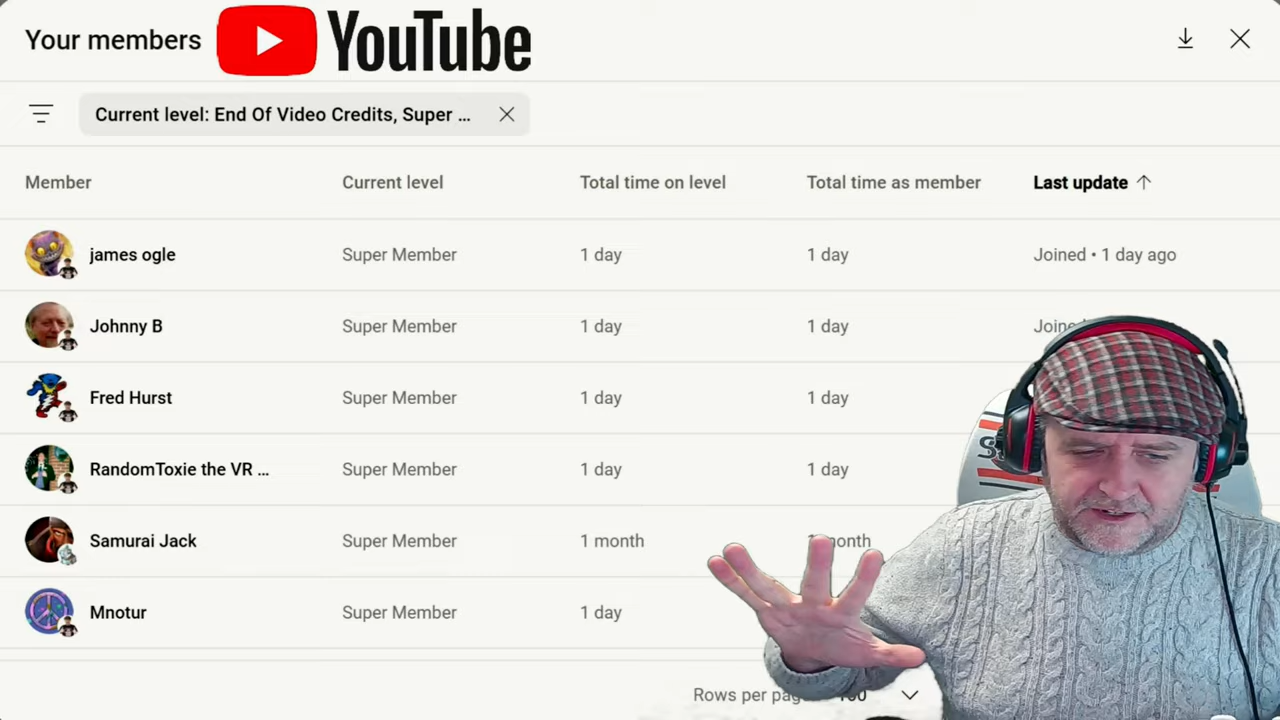 Your members YouTube
Current level: End Of Video Credits, Super ...
Member Current level Total time on level Total time as member Last update
james ogle Super Member 1 day 1 day Joined • 1 day ago
Johnny B Super Member 1 day 1 day
Fred Hurst Super Member 1 day 1 day
RandomToxie the VR ... Super Member 1 day 1 day
Samurai Jack Super Member 1 month month
Mnotur Super Member 1 day
Rows per